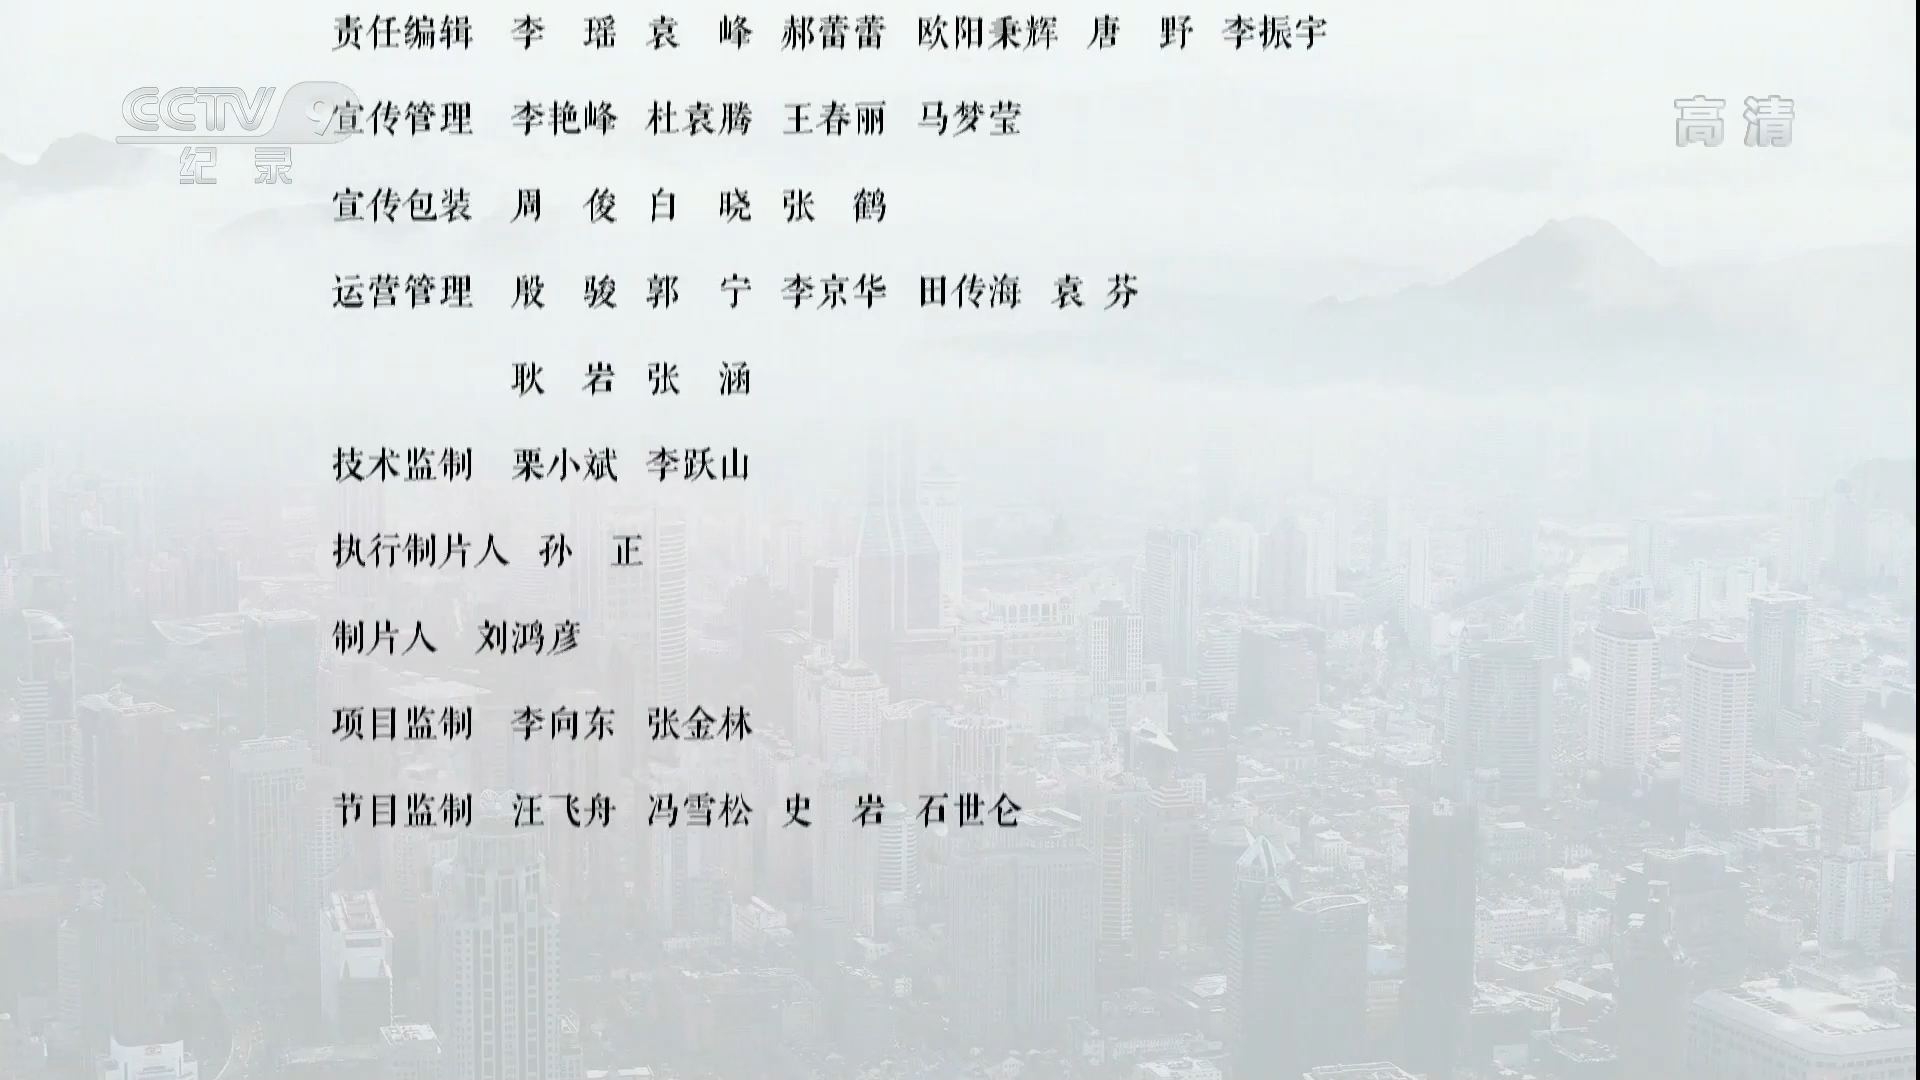 责任编辑 李 瑶 袁 峰 郝蕾蕾 欧阳秉辉 唐 野 李振宇
CCTV 9
纪录
高清
宣传管理 李艳峰 杜袁腾 王春丽 马梦莹
宣传包装 周 俊 白 晓 张 鹤
运营管理 殷 骏 郭 宁 李京华 田传海 袁 芬
耿 岩 张 涵
技术监制 栗小斌 李跃山
执行制片人 孙 正
制片人 刘鸿彦
项目监制 李向东 张金林
节目监制 汪飞舟 冯雪松 史 岩 石世仑